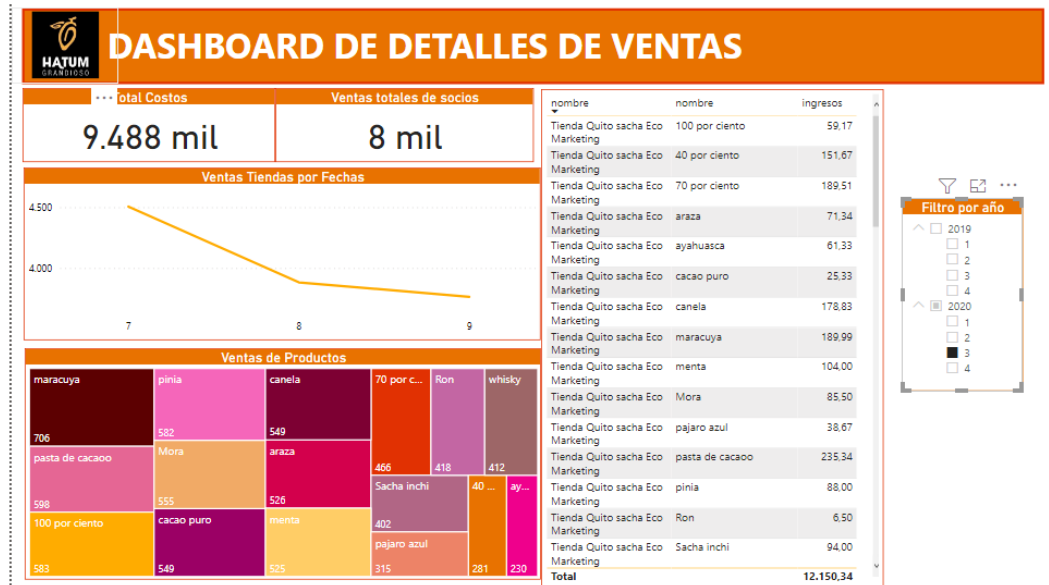 HATUM
GRANDIOSO
DASHBOARD DE DETALLES DE VENTAS
otal Costos
9.488 mil
Ventas totales de socios
8 mil
Ventas Tiendas por Fechas
4.500
4.000
7 8 9
Ventas de Productos
maracuya
706
pasta de cacaoo
598
100 por ciento
583
pinia
582
Mora
555
cacao puro
549
canela
549
araza
526
menta
525
70 por c...
466
Ron
418
whisky
412
Sacha inchi
402
pajaro azul
315
40 ...
281
ay...
230
nombre nombre ingresos
Tienda Quito sacha Eco 100 por ciento 59,17
Marketing
Tienda Quito sacha Eco 40 por ciento 151,67
Marketing
Tienda Quito sacha Eco 70 por ciento 189,51
Marketing
Tienda Quito sacha Eco araza 71,34
Marketing
Tienda Quito sacha Eco ayahuasca 61,33
Marketing
Tienda Quito sacha Eco cacao puro 25,33
Marketing
Tienda Quito sacha Eco canela 178,83
Marketing
Tienda Quito sacha Eco maracuya 189,99
Marketing
Tienda Quito sacha Eco menta 104,00
Marketing
Tienda Quito sacha Eco Mora 85,50
Marketing
Tienda Quito sacha Eco pajaro azul 38,67
Marketing
Tienda Quito sacha Eco pasta de cacaoo 235,34
Marketing
Tienda Quito sacha Eco pinia 88,00
Marketing
Tienda Quito sacha Eco Ron 6,50
Marketing
Tienda Quito sacha Eco Sacha inchi 94,00
Marketing
Total 12.150,34
Filtro por año
2019
1
2
3
4
2020
1
2
3
4